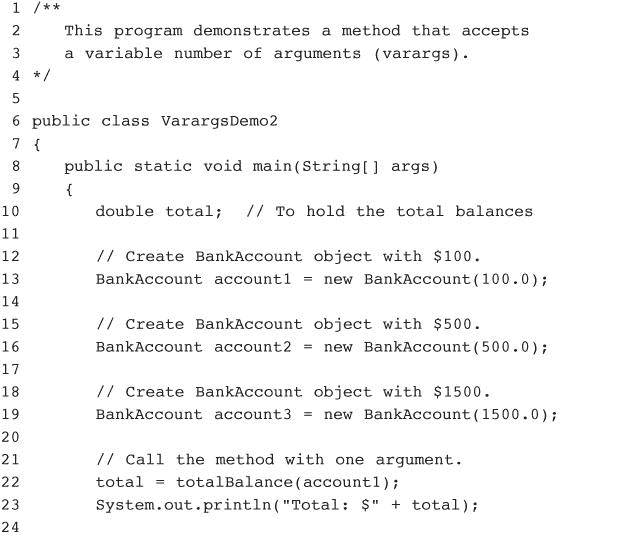 1 /**
2    This program demonstrates a method that accepts
3    a variable number of arguments (varargs).
4 */
5
6 public class VarargsDemo2
7 {
8    public static void main(String[] args)
9    {
10       double total;  // To hold the total balances
11
12       // Create BankAccount object with $100.
13       BankAccount account1 = new BankAccount(100.0);
14
15       // Create BankAccount object with $500.
16       BankAccount account2 = new BankAccount(500.0);
17
18       // Create BankAccount object with $1500.
19       BankAccount account3 = new BankAccount(1500.0);
20
21       // Call the method with one argument.
22       total = totalBalance(account1);
23       System.out.println("Total: $" + total);
24